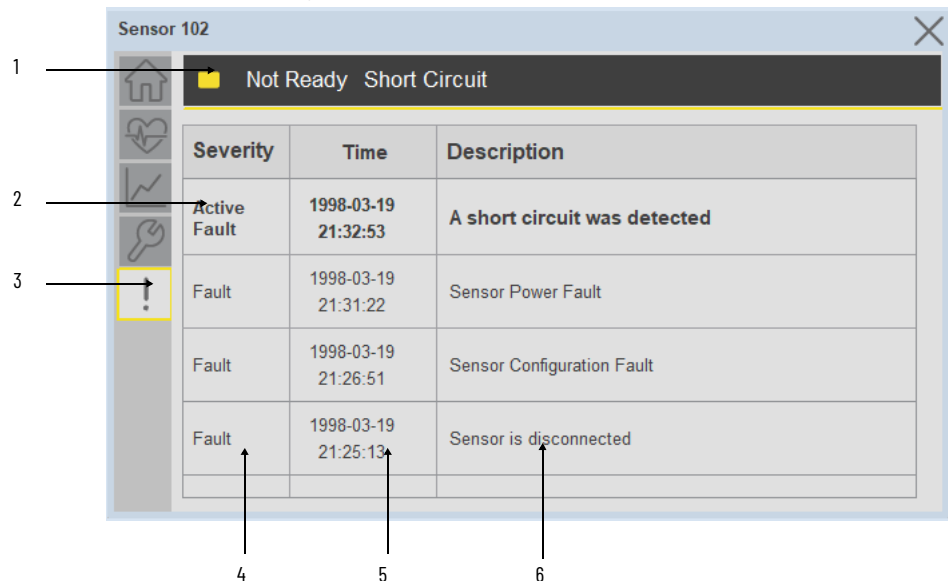 Sensor 102
1
Not Ready Short Circuit
Severity Time Description
2
Active
Fault
1998-03-19
21:32:53
A short circuit was detected
3
Fault
1998-03-19
21:31:22
Sensor Power Fault
Fault
1998-03-19
21:26:51
Sensor Configuration Fault
Fault
1998-03-19
21:25:13
Sensor is disconnected
4 5 6